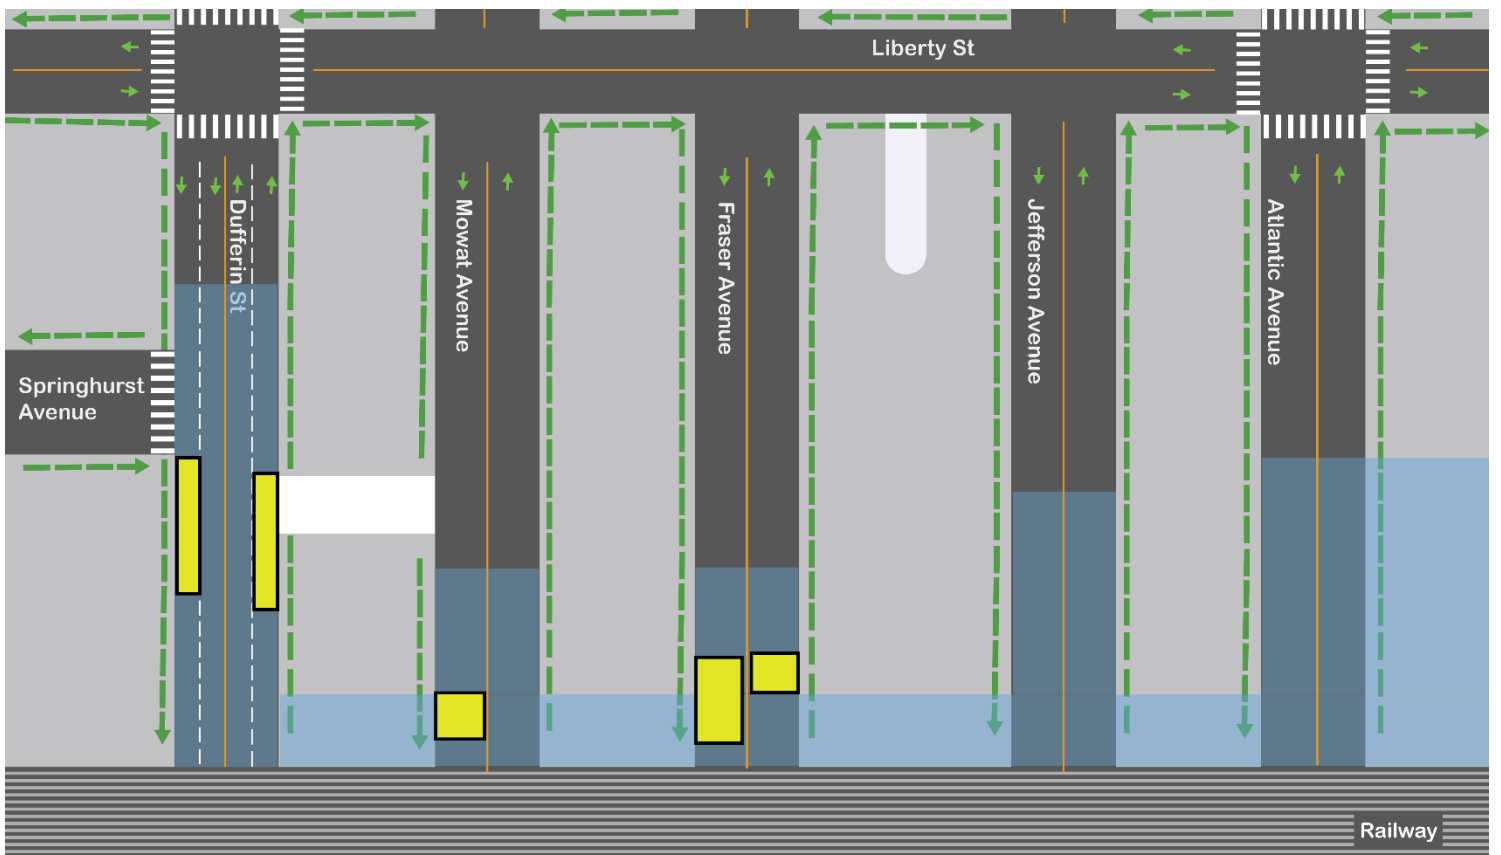 Liberty St
Dufferin St
Mowat Avenue
Fraser Avenue
Jefferson Avenue
Atlantic Avenue
Springhurst
Avenue
Railway